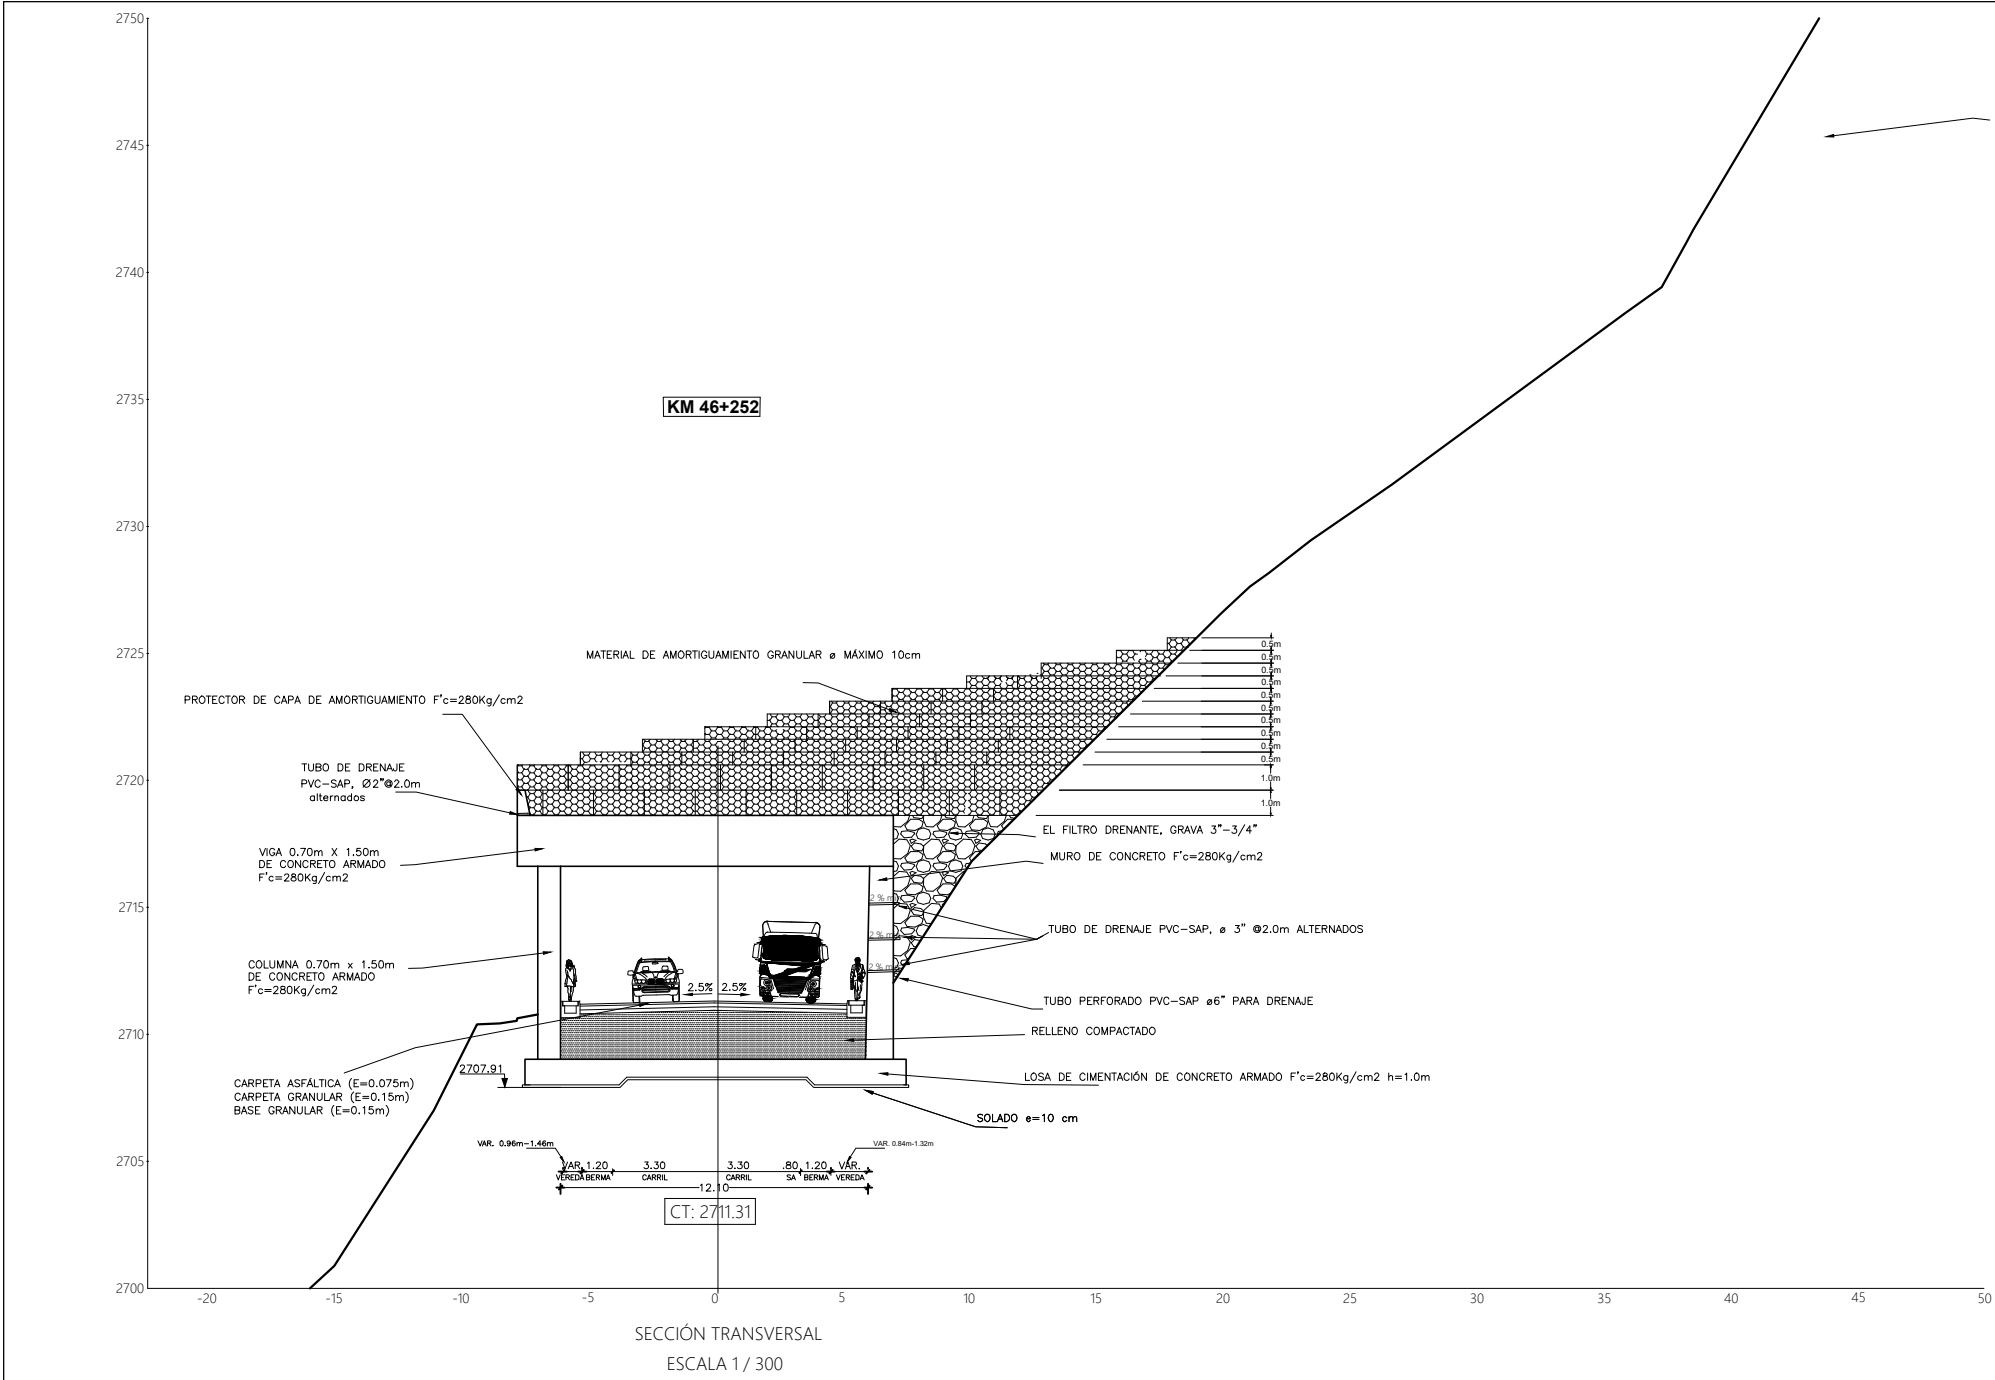 2750
2745
2740
2735
KM 46+252
2730
2725
MATERIAL DE AMORTIGUAMIENTO GRANULAR ø MÁXIMO 10cm
0.5m
0.5m
0.5m
0.5m
0.5m
0.5m
0.5m
0.5m
0.5m
0.5m
1.0m
1.0m
PROTECTOR DE CAPA DE AMORTIGUAMIENTO F'c=280Kg/cm2
TUBO DE DRENAJE
PVC-SAP, Ø2"@2.0m
alternados
2720
EL FILTRO DRENANTE, GRAVA 3"-3/4"
MURO DE CONCRETO F'c=280Kg/cm2
VIGA 0.70m X 1.50m
DE CONCRETO ARMADO
F'c=280Kg/cm2
2715
2 % m
2 % m
2 % m
TUBO DE DRENAJE PVC-SAP, ø 3" @2.0m ALTERNADOS
COLUMNA 0.70m x 1.50m
DE CONCRETO ARMADO
F'c=280Kg/cm2
2.5% 2.5%
TUBO PERFORADO PVC-SAP ø6" PARA DRENAJE
RELLENO COMPACTADO
2710
2707.91
LOSA DE CIMENTACIÓN DE CONCRETO ARMADO F'c=280Kg/cm2 h=1.0m
CARPETA ASFÁLTICA (E=0.075m)
CARPETA GRANULAR (E=0.15m)
BASE GRANULAR (E=0.15m)
SOLADO e=10 cm
VAR. 0.96m-1.46m
VAR. 0.84m-1.32m
2705
VAR. 1.20 3.30 3.30 .80 1.20 VAR.
VEREDA BERMA CARRIL CARRIL SA BERMA VEREDA
12.10
CT: 2711.31
2700
-20 -15 -10 -5 0 5 10 15 20 25 30 35 40 45 50
SECCIÓN TRANSVERSAL
ESCALA 1 / 300